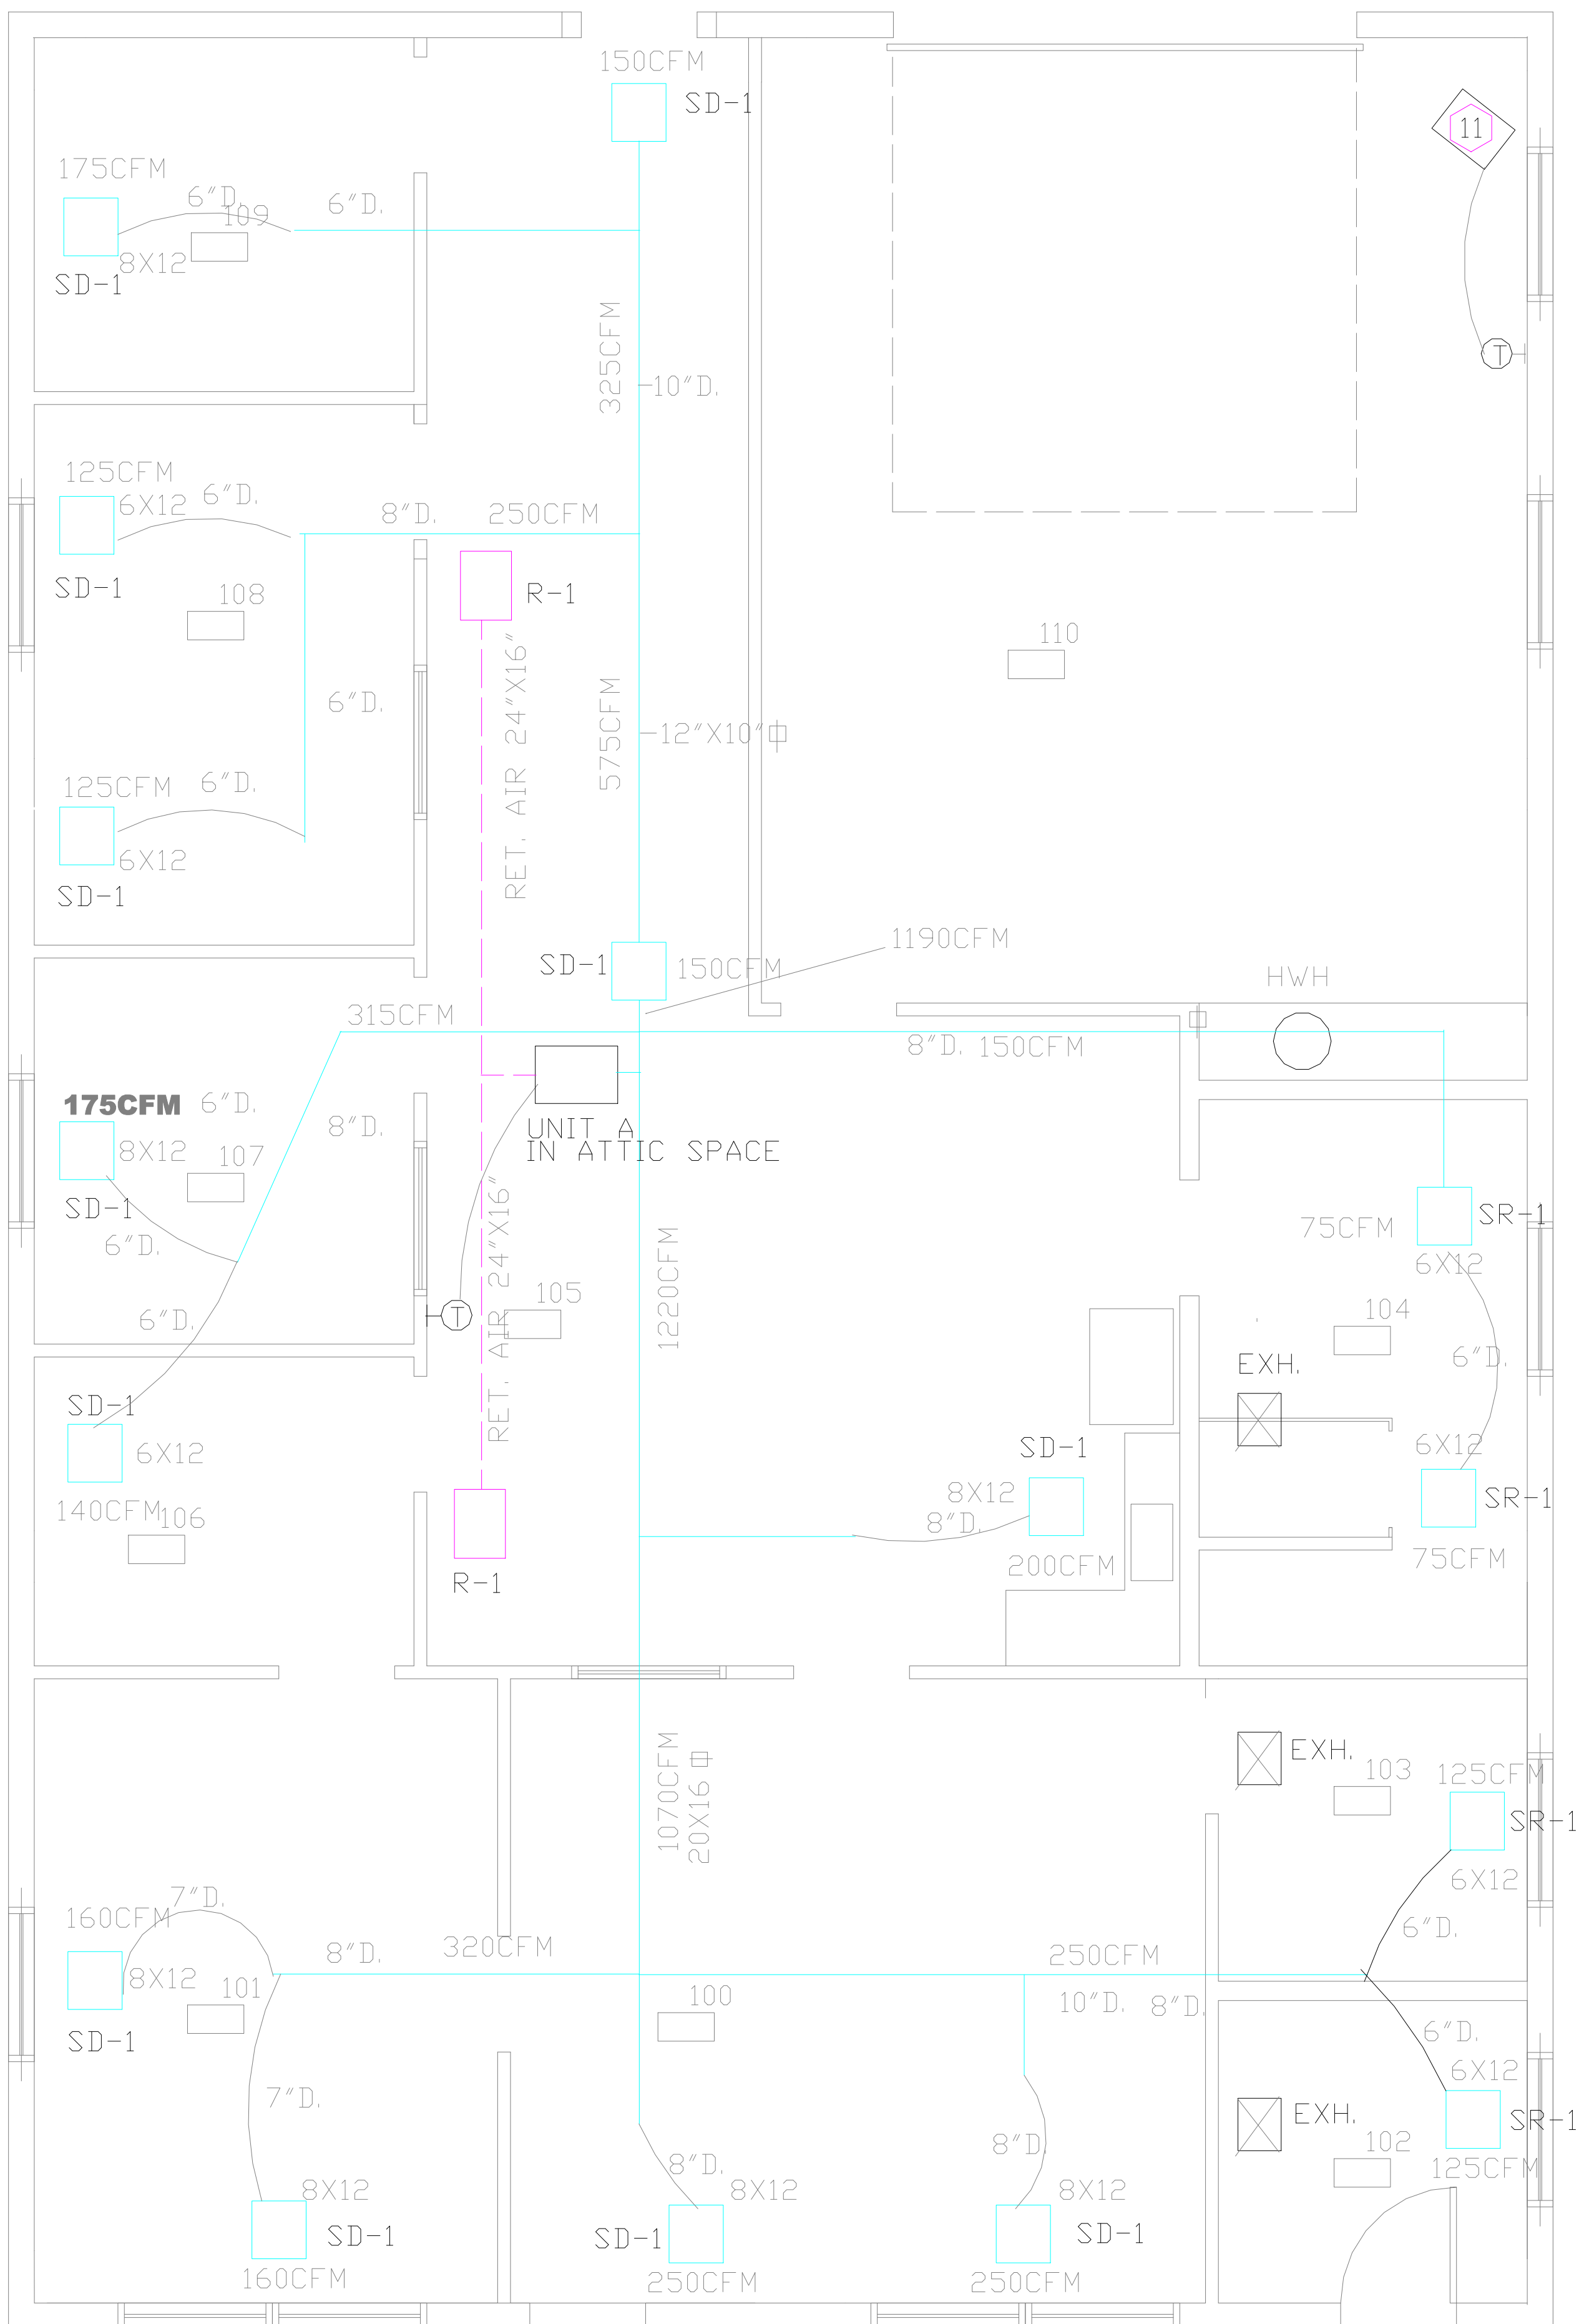 150CFM
SD-1
11
175CFM
6"D.
6"D.
109
8X12
SD-1
325CFM
10"D.
T
125CFM
6X12
6"D.
8"D.
250CFM
SD-1
R-1
108
110
RET. AIR 24"X16"
6"D.
575CFM
12"X10"
125CFM
6"D.
6X12
SD-1
1190CFM
SD-1
150CFM
HWH
315CFM
8"D.
150CFM
175CFM
6"D.
8"D.
UNIT A
IN ATTIC SPACE
8X12
107
SD-1
6"D.
RET. AIR 24"X16"
1220CFM
75CFM
SR-1
6X12
105
6"D.
T
104
EXH.
6"D.
SD-1
6X12
140CFM
106
R-1
SD-1
8X12
8"D.
200CFM
6X12
SR-1
75CFM
1070CFM
20X16
EXH.
103
125CFM
SR-1
6X12
6"D.
7"D.
160CFM
8X12
8"D.
320CFM
250CFM
101
SD-1
100
10"D.
8"D.
6"D.
6X12
7"D.
8"D.
8"D.
EXH.
SR-1
102
125CFM
8X12
SD-1
160CFM
8X12
SD-1
250CFM
8X12
SD-1
250CFM